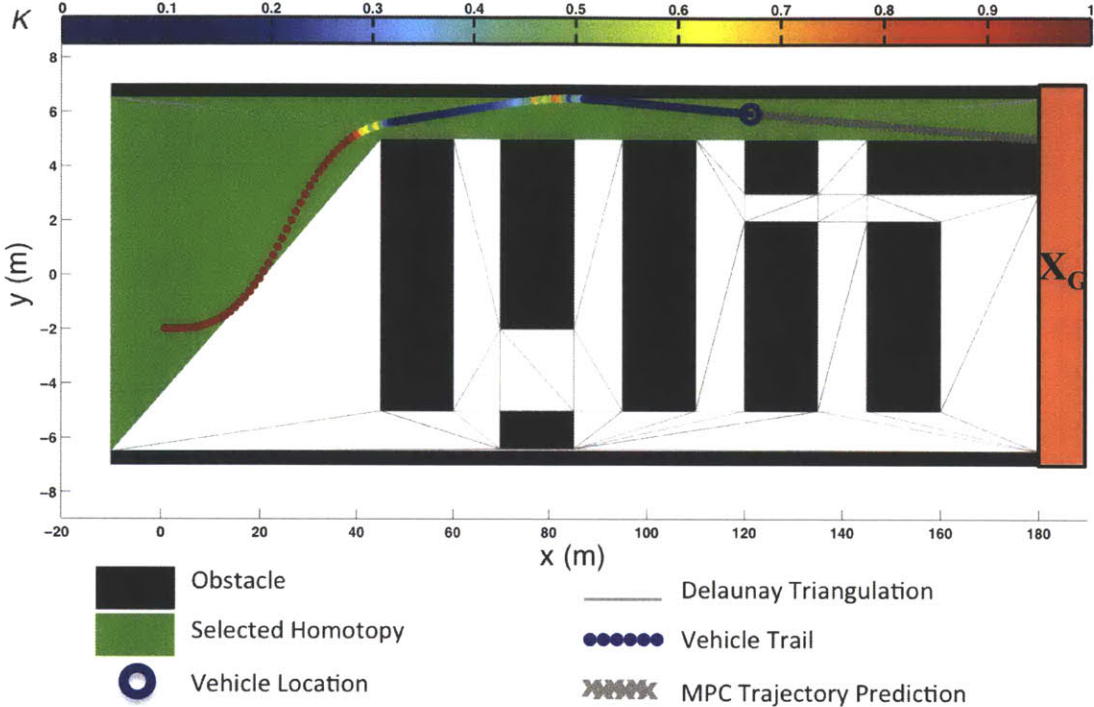 K
0 0.1 0.2 0.3 0.4 0.5 0.6 0.7 0.8 0.9 1
8
6
4
2
0
−2
−4
−6
−8
y (m)
X_G
−20 0 20 40 60 80 100 120 140 160 180
x (m)
Obstacle
Selected Homotopy
Vehicle Location
Delaunay Triangulation
Vehicle Trail
MPC Trajectory Prediction